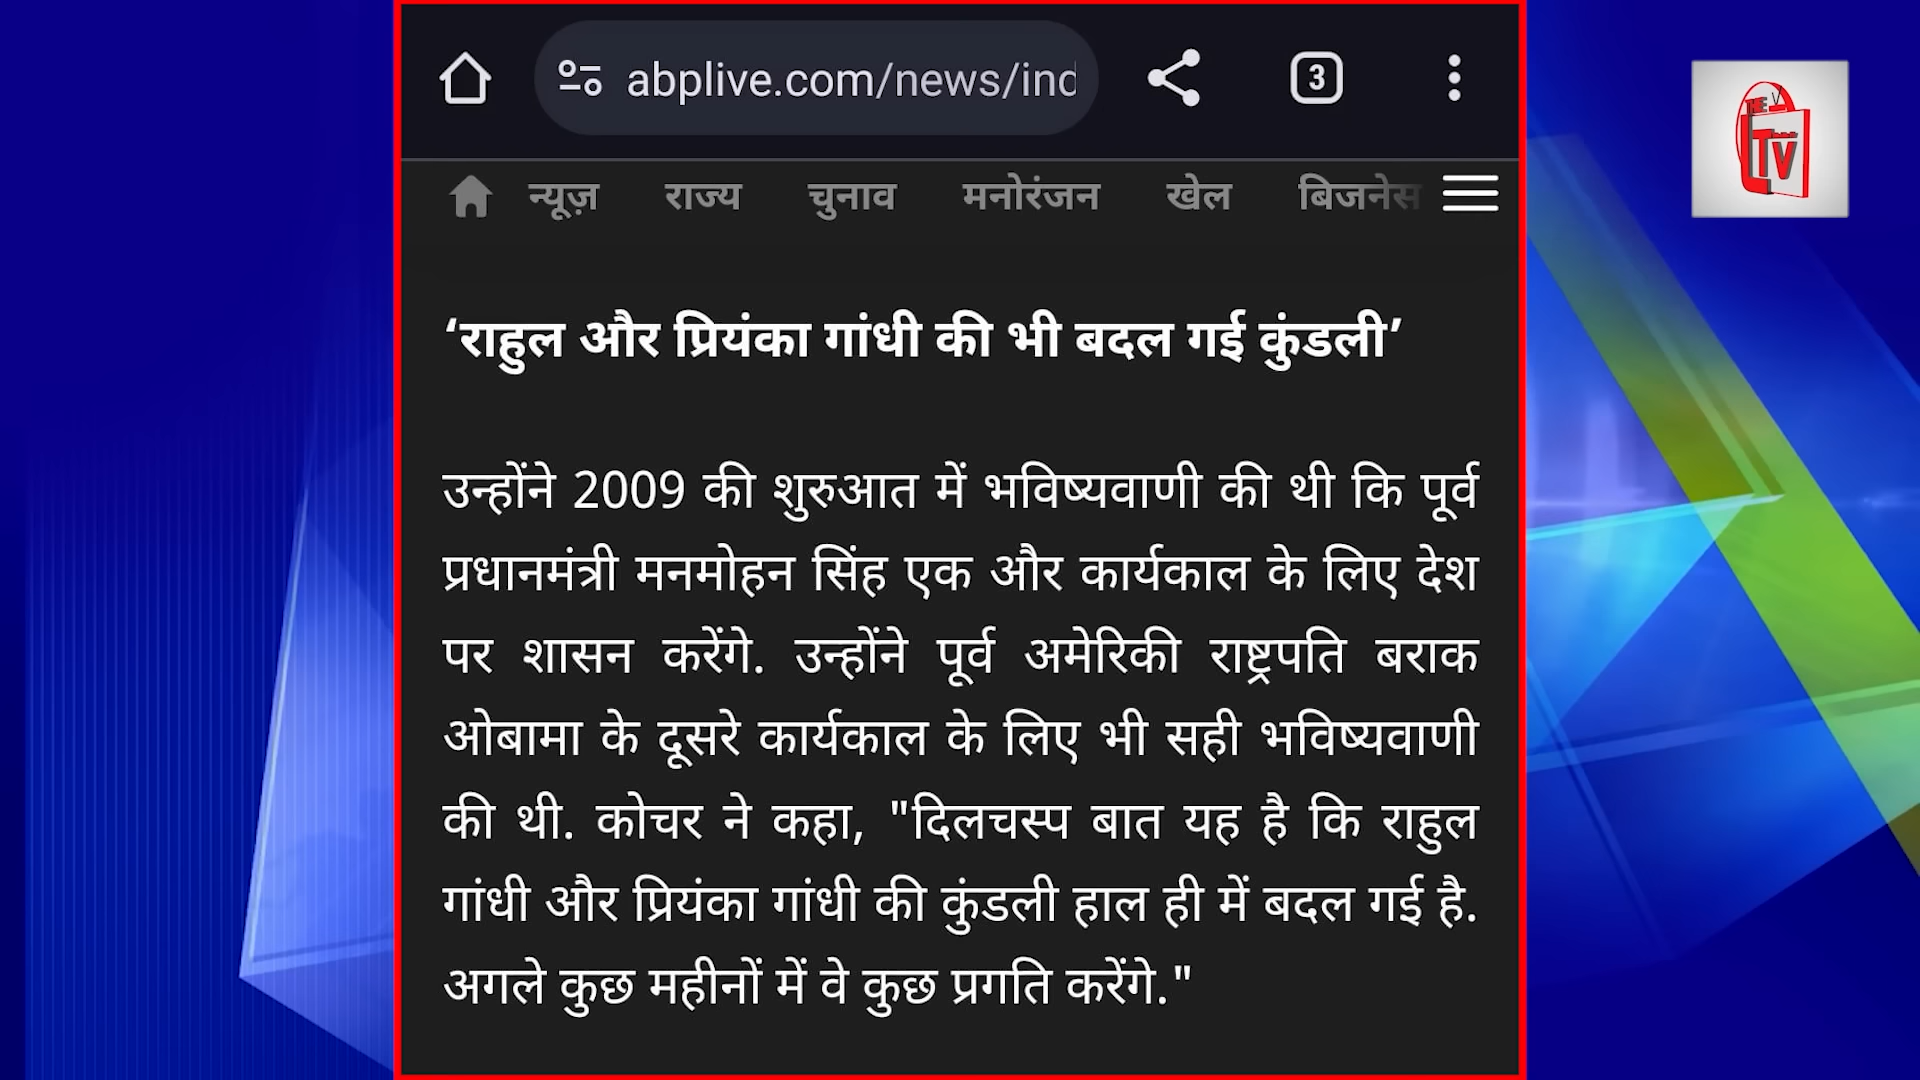 abplive.com/news/ind
3
न्यूज़ राज्य चुनाव मनोरंजन खेल बिजनेस
‘राहुल और प्रियंका गांधी की भी बदल गई कुंडली’
उन्होंने 2009 की शुरुआत में भविष्यवाणी की थी कि पूर्व
प्रधानमंत्री मनमोहन सिंह एक और कार्यकाल के लिए देश
पर शासन करेंगे. उन्होंने पूर्व अमेरिकी राष्ट्रपति बराक
ओबामा के दूसरे कार्यकाल के लिए भी सही भविष्यवाणी
की थी. कोचर ने कहा, "दिलचस्प बात यह है कि राहुल
गांधी और प्रियंका गांधी की कुंडली हाल ही में बदल गई है.
अगले कुछ महीनों में वे कुछ प्रगति करेंगे."
THE
TV